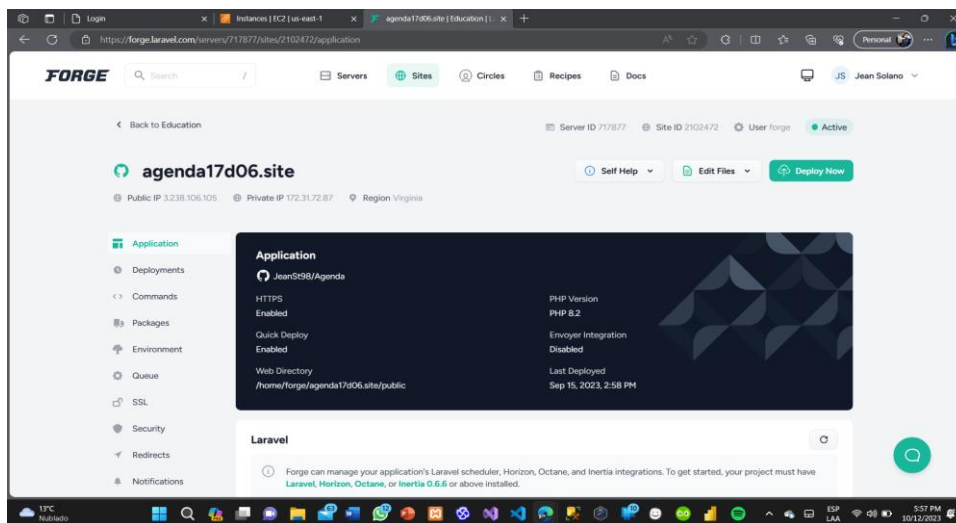 Login
Instances | EC2 | us-east-1
agenda17d06.site | Education | L
https://forge.laravel.com/servers/717877/sites/2102472/application
Personal
FORGE
Search /
Servers
Sites
Circles
Recipes
Docs
JS Jean Solano
Back to Education
Server ID 717877
Site ID 2102472
User forge
Active
agenda17d06.site
Self Help
Edit Files
Deploy Now
Public IP 3.238.106.105
Private IP 172.31.72.87
Region Virginia
Application
Deployments
Commands
Packages
Environment
Queue
SSL
Security
Redirects
Notifications
Application
JeanSt98/Agenda
HTTPS
Enabled
PHP Version
PHP 8.2
Quick Deploy
Enabled
Envoyer Integration
Disabled
Web Directory
/home/forge/agenda17d06.site/public
Last Deployed
Sep 15, 2023, 2:58 PM
Laravel
Forge can manage your application's Laravel scheduler, Horizon, Octane, and Inertia integrations. To get started, your project must have
Laravel, Horizon, Octane, or Inertia 0.6.6 or above installed.
13°C
Nublado
ESP
LAA
5:57 PM
10/12/2023